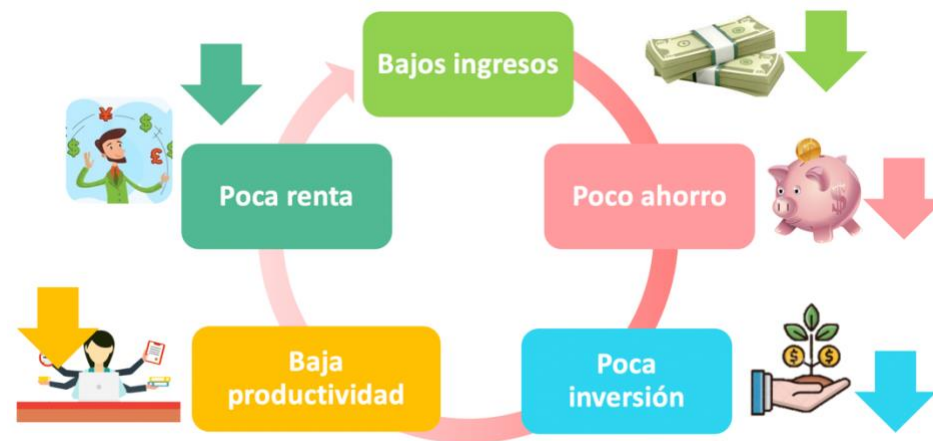 Bajos ingresos
Poco ahorro
Poca
inversión
Baja
productividad
Poca renta